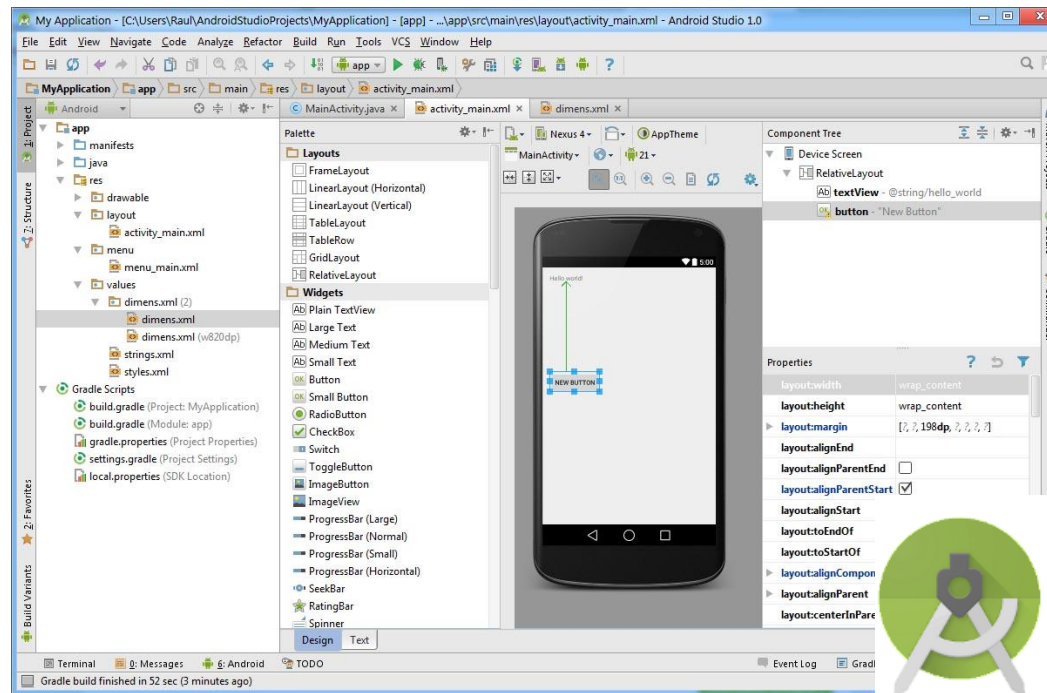 My Application - [C:\Users\Raul\AndroidStudioProjects\MyApplication] - [app] - ...\app\src\main\res\layout\activity_main.xml - Android Studio 1.0
File Edit View Navigate Code Analyze Refactor Build Run Tools VCS Window Help
app
MyApplication app src main res layout activity_main.xml
1: Project
7: Structure
2: Favorites
Build Variants
Android
app
manifests
java
res
drawable
layout
activity_main.xml
menu
menu_main.xml
values
dimens.xml (2)
dimens.xml
dimens.xml (w820dp)
strings.xml
styles.xml
Gradle Scripts
build.gradle (Project: MyApplication)
build.gradle (Module: app)
gradle.properties (Project Properties)
settings.gradle (Project Settings)
local.properties (SDK Location)
MainActivity.java activity_main.xml dimens.xml
Palette
Layouts
FrameLayout
LinearLayout (Horizontal)
LinearLayout (Vertical)
TableLayout
TableRow
GridLayout
RelativeLayout
Widgets
Ab Plain TextView
Ab Large Text
Ab Medium Text
Ab Small Text
OK Button
OK Small Button
RadioButton
CheckBox
Switch
ToggleButton
ImageButton
ImageView
ProgressBar (Large)
ProgressBar (Normal)
ProgressBar (Small)
ProgressBar (Horizontal)
SeekBar
RatingBar
Spinner
Design Text
Nexus 4 AppTheme
MainActivity 21
5:00
Hello world!
NEW BUTTON
Component Tree
Device Screen
RelativeLayout
Ab textView - @string/hello_world
OK button - "New Button"
Properties
layout:width wrap_content
layout:height wrap_content
layout:margin [?, ?, 198dp, ?, ?, ?, ?]
layout:alignEnd
layout:alignParentEnd
layout:alignParentStart
layout:alignStart
layout:toEndOf
layout:toStartOf
layout:alignCompon
layout:alignParent
layout:centerInPare
Terminal 0: Messages 6: Android TODO
Event Log Gradl
Gradle build finished in 52 sec (3 minutes ago)